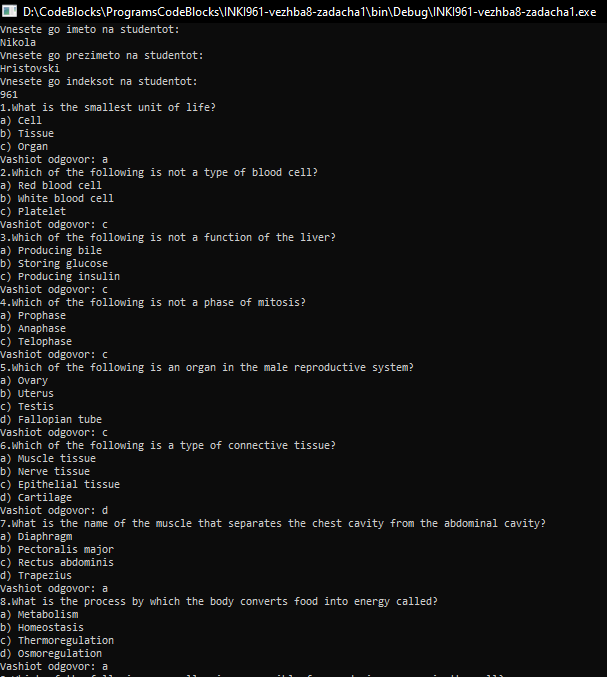 D:\CodeBlocks\ProgramsCodeBlocks\INKI961-vezhba8-zadacha1\bin\Debug\INKI961-vezhba8-zadacha1.exe
Vnesete go imeto na studentot:
Nikola
Vnesete go prezimeto na studentot:
Hristovski
Vnesete go indeksot na studentot:
961
1.What is the smallest unit of life?
a) Cell
b) Tissue
c) Organ
Vashiot odgovor: a
2.Which of the following is not a type of blood cell?
a) Red blood cell
b) White blood cell
c) Platelet
Vashiot odgovor: c
3.Which of the following is not a function of the liver?
a) Producing bile
b) Storing glucose
c) Producing insulin
Vashiot odgovor: c
4.Which of the following is not a phase of mitosis?
a) Prophase
b) Anaphase
c) Telophase
Vashiot odgovor: c
5.Which of the following is an organ in the male reproductive system?
a) Ovary
b) Uterus
c) Testis
d) Fallopian tube
Vashiot odgovor: c
6.Which of the following is a type of connective tissue?
a) Muscle tissue
b) Nerve tissue
c) Epithelial tissue
d) Cartilage
Vashiot odgovor: d
7.What is the name of the muscle that separates the chest cavity from the abdominal cavity?
a) Diaphragm
b) Pectoralis major
c) Rectus abdominis
d) Trapezius
Vashiot odgovor: a
8.What is the process by which the body converts food into energy called?
a) Metabolism
b) Homeostasis
c) Thermoregulation
d) Osmoregulation
Vashiot odgovor: a